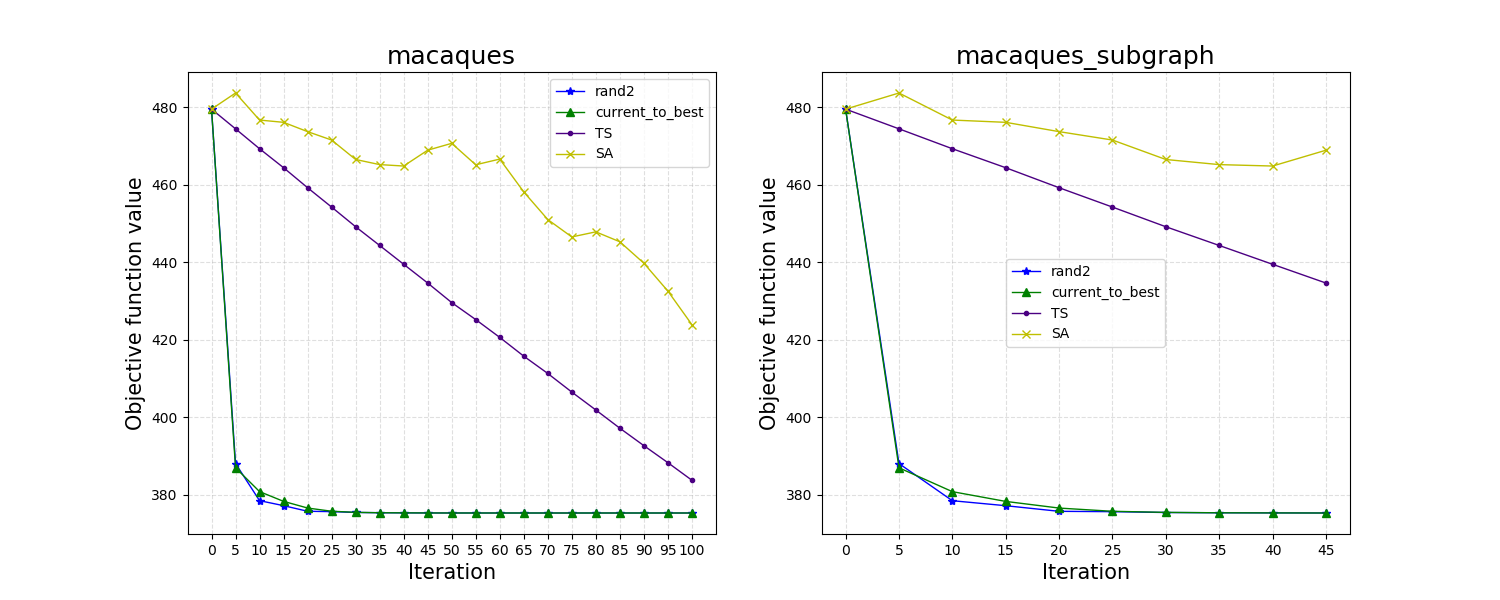 macaques
Objective function value
480
460
440
420
400
380
rand2
current_to_best
TS
SA
0 5 10 15 20 25 30 35 40 45 50 55 60 65 70 75 80 85 90 95 100
Iteration
macaques_subgraph
Objective function value
480
460
440
420
400
380
rand2
current_to_best
TS
SA
0 5 10 15 20 25 30 35 40 45
Iteration